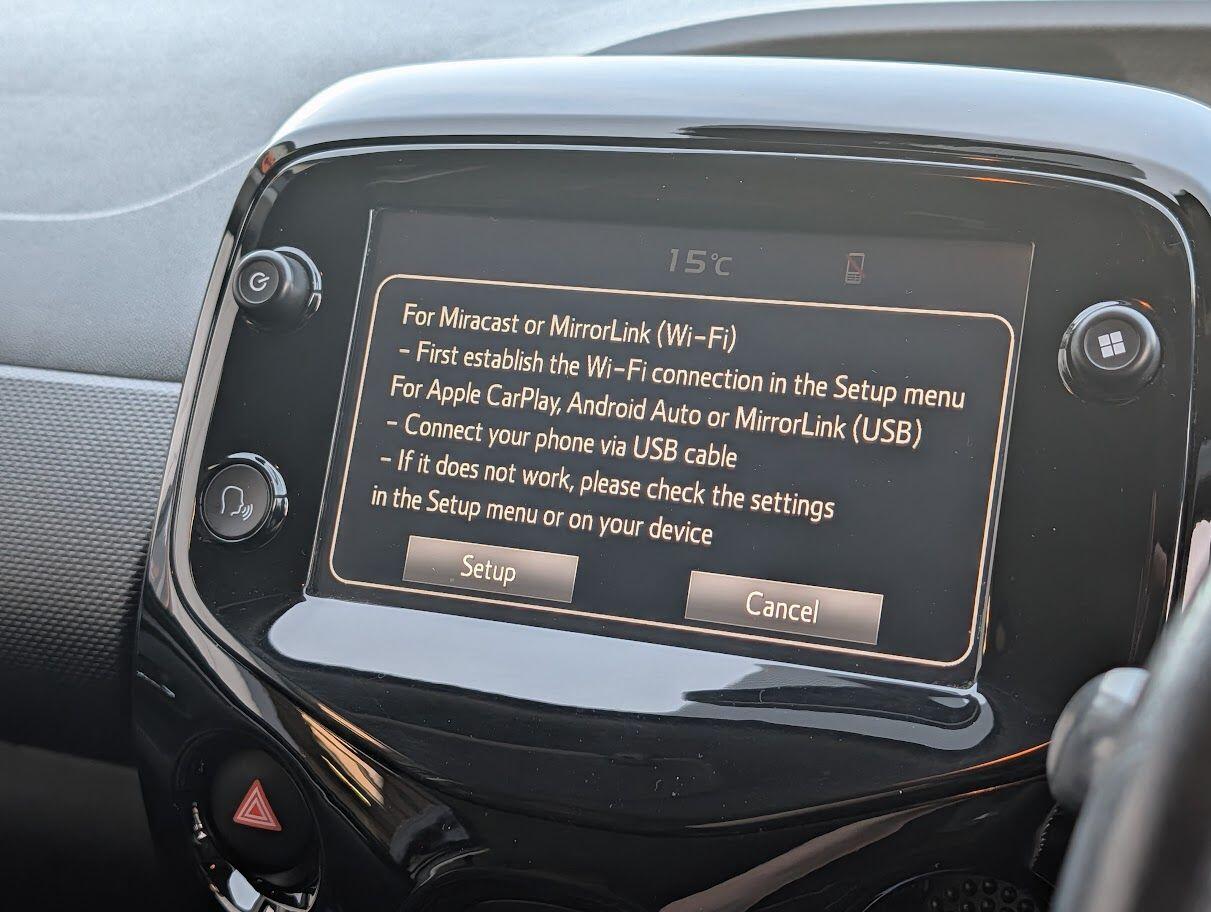 15°C
For Miracast or MirrorLink (Wi-Fi)
- First establish the Wi-Fi connection in the Setup menu
For Apple CarPlay, Android Auto or MirrorLink (USB)
- Connect your phone via USB cable
- If it does not work, please check the settings
in the Setup menu or on your device
Setup
Cancel